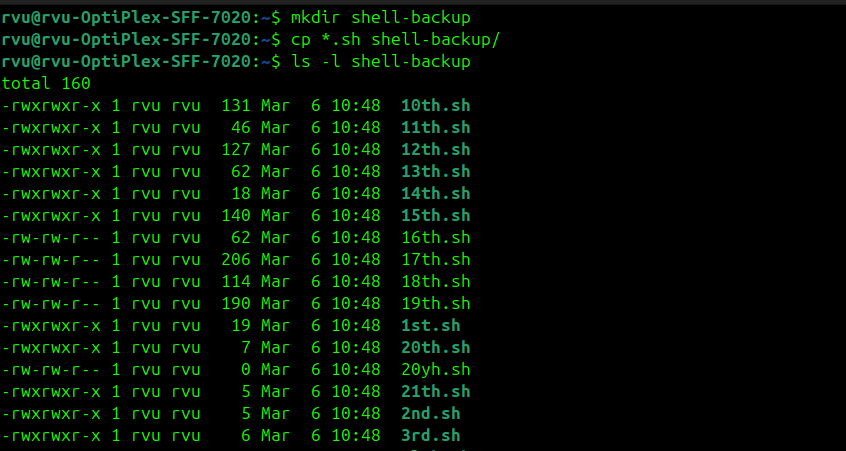 rvu@rvu-OptiPlex-SFF-7020:~$ mkdir shell-backup
rvu@rvu-OptiPlex-SFF-7020:~$ cp *.sh shell-backup/
rvu@rvu-OptiPlex-SFF-7020:~$ ls -l shell-backup
total 160
-rwxrwxr-x 1 rvu rvu  131 Mar  6 10:48  10th.sh
-rwxrwxr-x 1 rvu rvu   46 Mar  6 10:48  11th.sh
-rwxrwxr-x 1 rvu rvu  127 Mar  6 10:48  12th.sh
-rwxrwxr-x 1 rvu rvu   62 Mar  6 10:48  13th.sh
-rwxrwxr-x 1 rvu rvu   18 Mar  6 10:48  14th.sh
-rwxrwxr-x 1 rvu rvu  140 Mar  6 10:48  15th.sh
-rw-rw-r-- 1 rvu rvu   62 Mar  6 10:48  16th.sh
-rw-rw-r-- 1 rvu rvu  206 Mar  6 10:48  17th.sh
-rw-rw-r-- 1 rvu rvu  114 Mar  6 10:48  18th.sh
-rw-rw-r-- 1 rvu rvu  190 Mar  6 10:48  19th.sh
-rwxrwxr-x 1 rvu rvu   19 Mar  6 10:48  1st.sh
-rwxrwxr-x 1 rvu rvu    7 Mar  6 10:48  20th.sh
-rw-rw-r-- 1 rvu rvu    0 Mar  6 10:48  20yh.sh
-rwxrwxr-x 1 rvu rvu    5 Mar  6 10:48  21th.sh
-rwxrwxr-x 1 rvu rvu    5 Mar  6 10:48  2nd.sh
-rwxrwxr-x 1 rvu rvu    6 Mar  6 10:48  3rd.sh